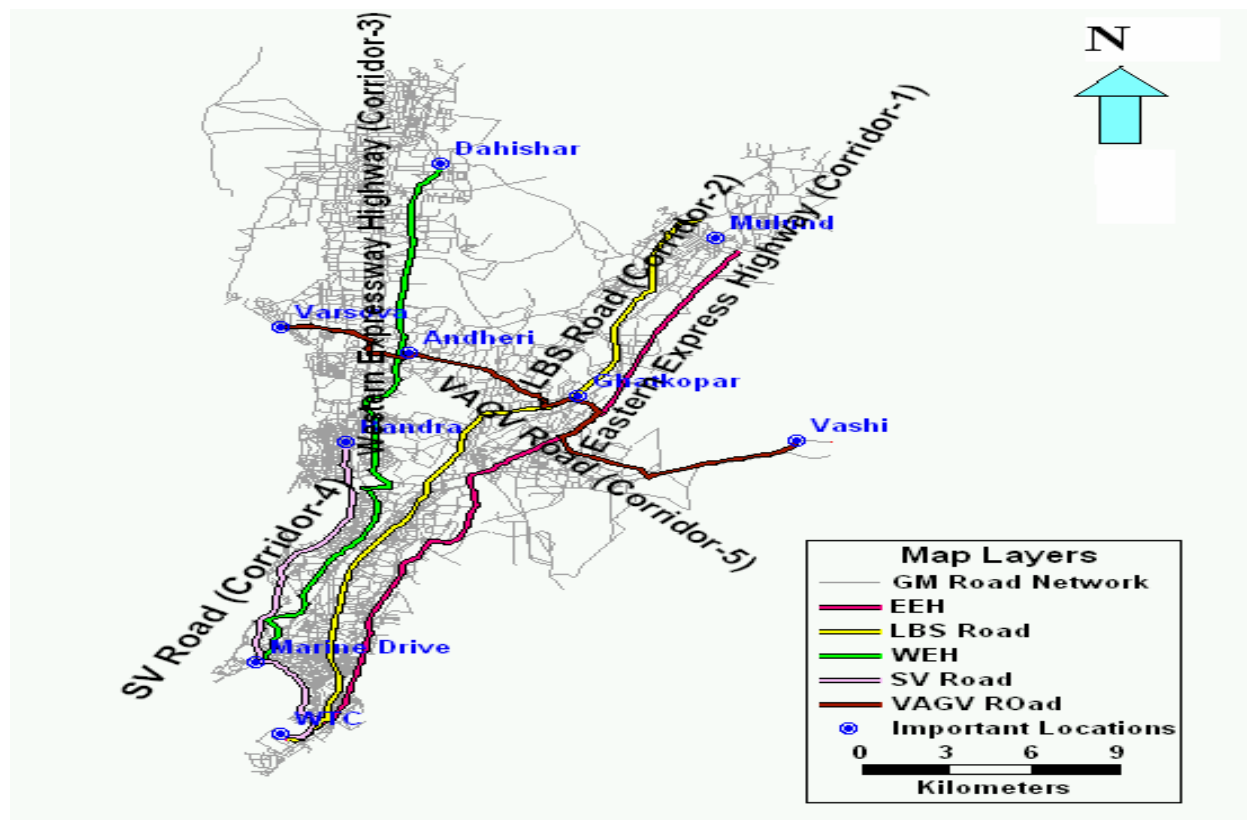 N
Western Expressway Highway (Corridor-3)
Eastern Express Highway (Corridor-1)
LBS Road (Corridor-2)
Dahishar
Mulund
Varsova
Andheri
Ghatkopar
VAGV Road (Corridor-5)
Bandra
Vashi
SV Road (Corridor-4)
Marine Drive
WTC
Map Layers
GM Road Network
EEH
LBS Road
WEH
SV Road
VAGV ROad
Important Locations
0 3 6 9
Kilometers